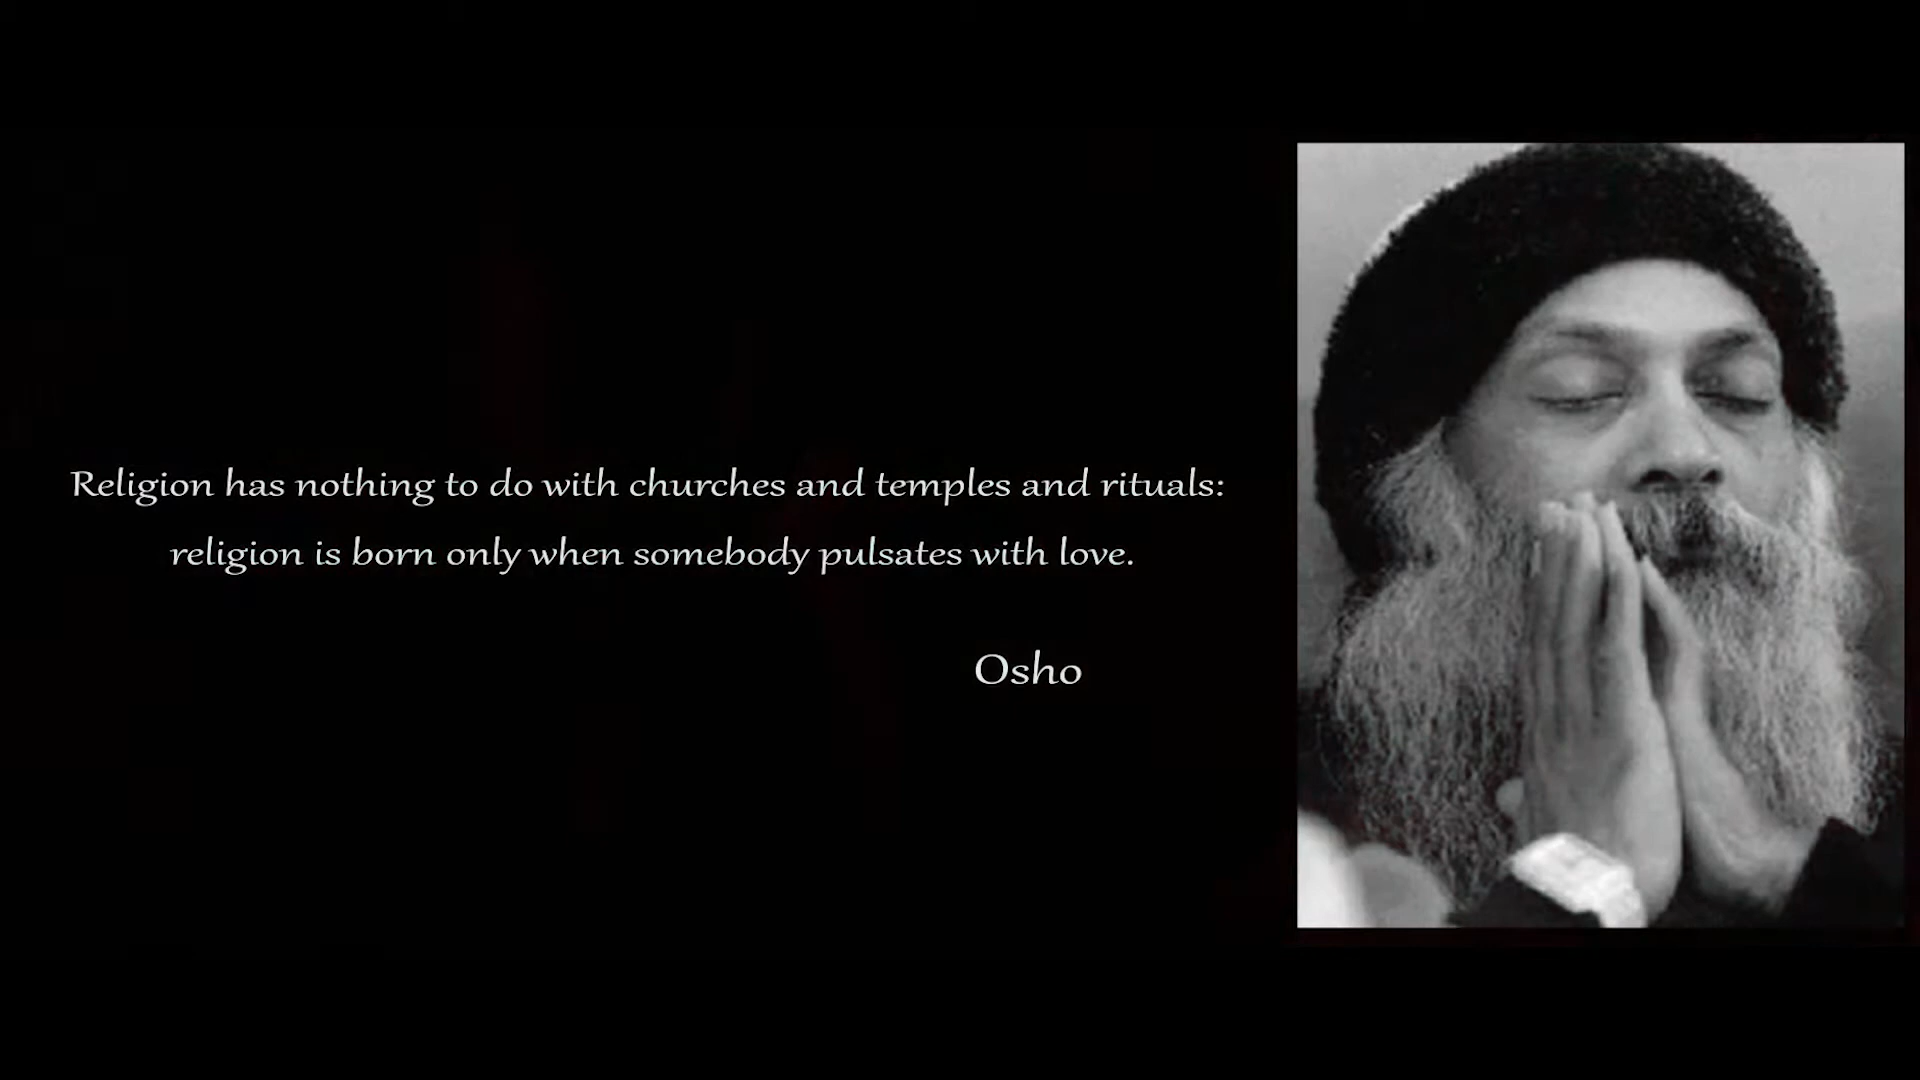 Religion has nothing to do with churches and temples and rituals:
religion is born only when somebody pulsates with love.
Osho